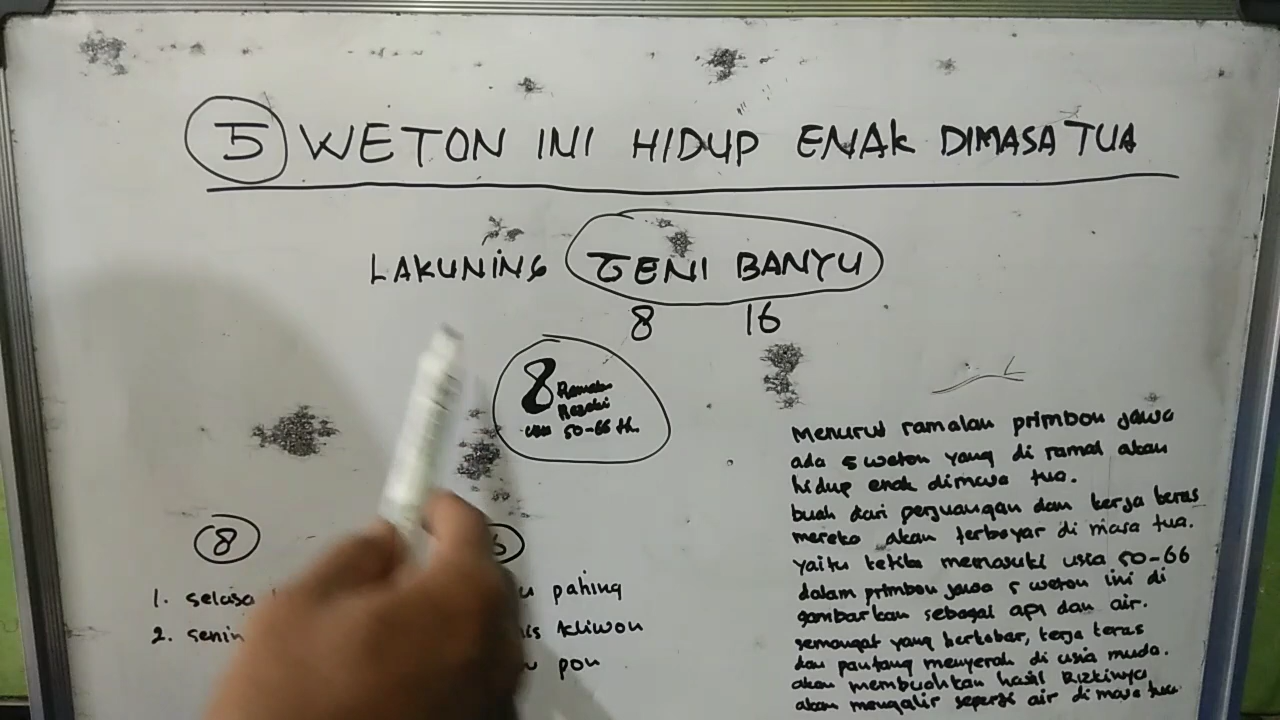 5 WETON INI HIDUP ENAK DIMASA TUA
LAKUNING GENI BANYU
8 16
8 Ramalan
Rezeki
usia 50-66 th.
8
1. selasa
2. senin
pahing
kliwon
pon
Menurut ramalan primbon jawa
ada 5 weton yang di ramal akan
hidup enak dimasa tua.
buah dari perjuangan dan kerja keras
mereka akan terbayar di masa tua.
yaitu ketika memasuki usia 50-66
dalam primbon jawa 5 weton ini di
gambarkan sebagai api dan air.
semangat yang berkobar, kerja keras
dan pantang menyerah di usia muda.
akan membuahkan hasil Rizkinya
akan mengalir seperti air di masa tua